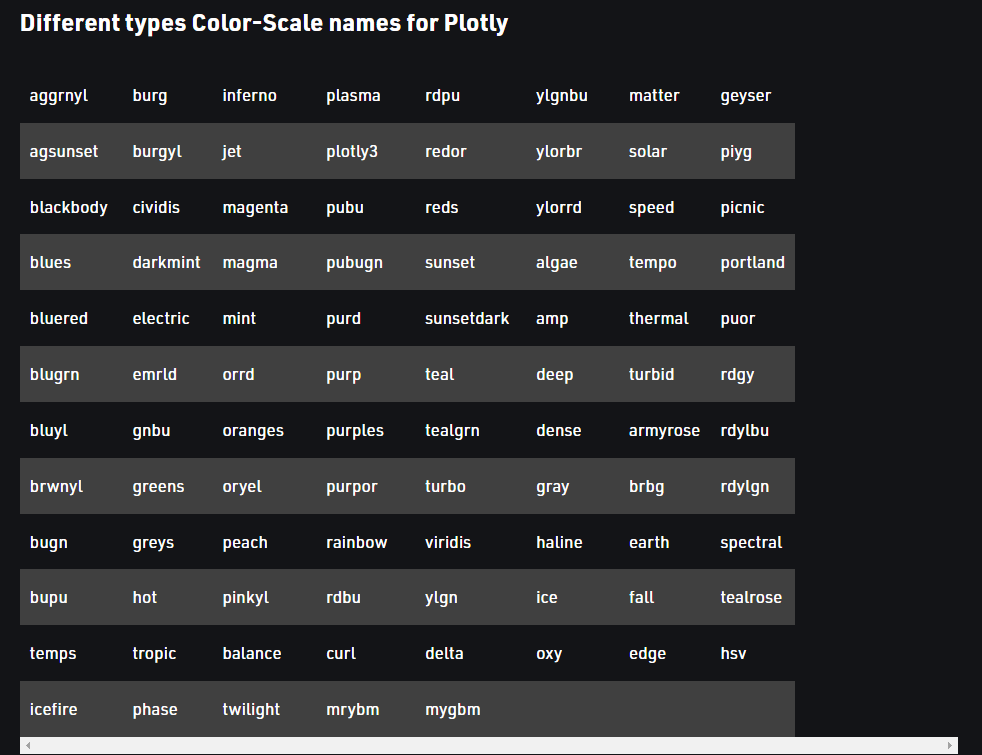 Different types Color-Scale names for Plotly
aggrnyl burg inferno plasma rdpu ylgnbu matter geyser
agsunset burgyl jet plotly3 redor ylorbr solar piyg
blackbody cividis magenta pubu reds ylorrd speed picnic
blues darkmint magma pubugn sunset algae tempo portland
bluered electric mint purd sunsetdark amp thermal puor
blugrn emrld orrd purp teal deep turbid rdgy
bluyl gnbu oranges purples tealgrn dense armyrose rdylbu
brwnyl greens oryel purpor turbo gray brbg rdylgn
bugn greys peach rainbow viridis haline earth spectral
bupu hot pinkyl rdbu ylgn ice fall tealrose
temps tropic balance curl delta oxy edge hsv
icefire phase twilight mrybm mygbm